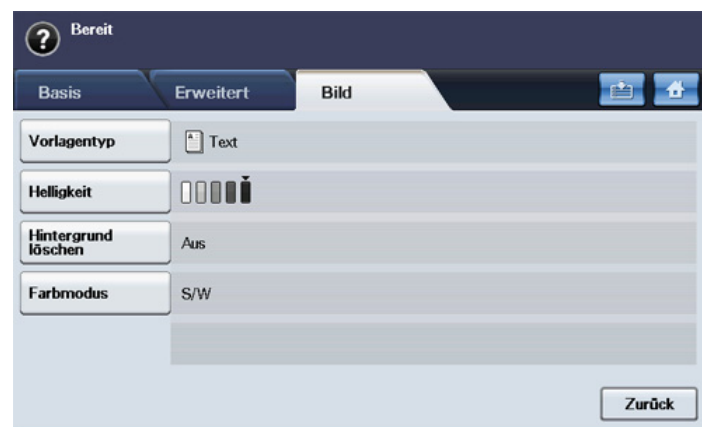 ?
Bereit
Basis
Erweitert
Bild
Vorlagentyp
Text
Helligkeit
Hintergrund
löschen
Aus
Farbmodus
S/W
Zurück